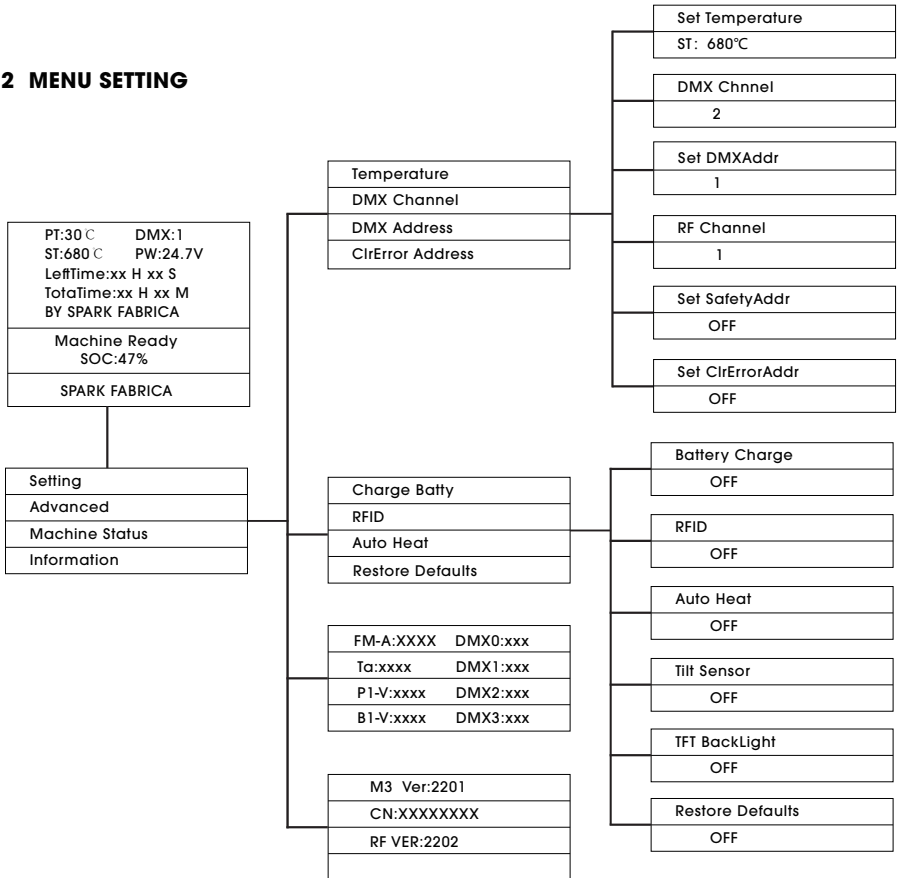 2 MENU SETTING
PT:30℃ DMX:1
ST:680℃ PW:24.7V
LeftTime:xx H xx S
TotaTime:xx H xx M
BY SPARK FABRICA
Machine Ready
SOC:47%
SPARK FABRICA
Setting
Advanced
Machine Status
Information
Temperature
DMX Channel
DMX Address
ClrError Address
Charge Batty
RFID
Auto Heat
Restore Defaults
FM-A:XXXX DMX0:xxx
Ta:xxxx DMX1:xxx
P1-V:xxxx DMX2:xxx
B1-V:xxxx DMX3:xxx
M3 Ver:2201
CN:XXXXXXXX
RF VER:2202
Set Temperature
ST: 680℃
DMX Chnnel
2
Set DMXAddr
1
RF Channel
1
Set SafetyAddr
OFF
Set ClrErrorAddr
OFF
Battery Charge
OFF
RFID
OFF
Auto Heat
OFF
Tilt Sensor
OFF
TFT BackLight
OFF
Restore Defaults
OFF